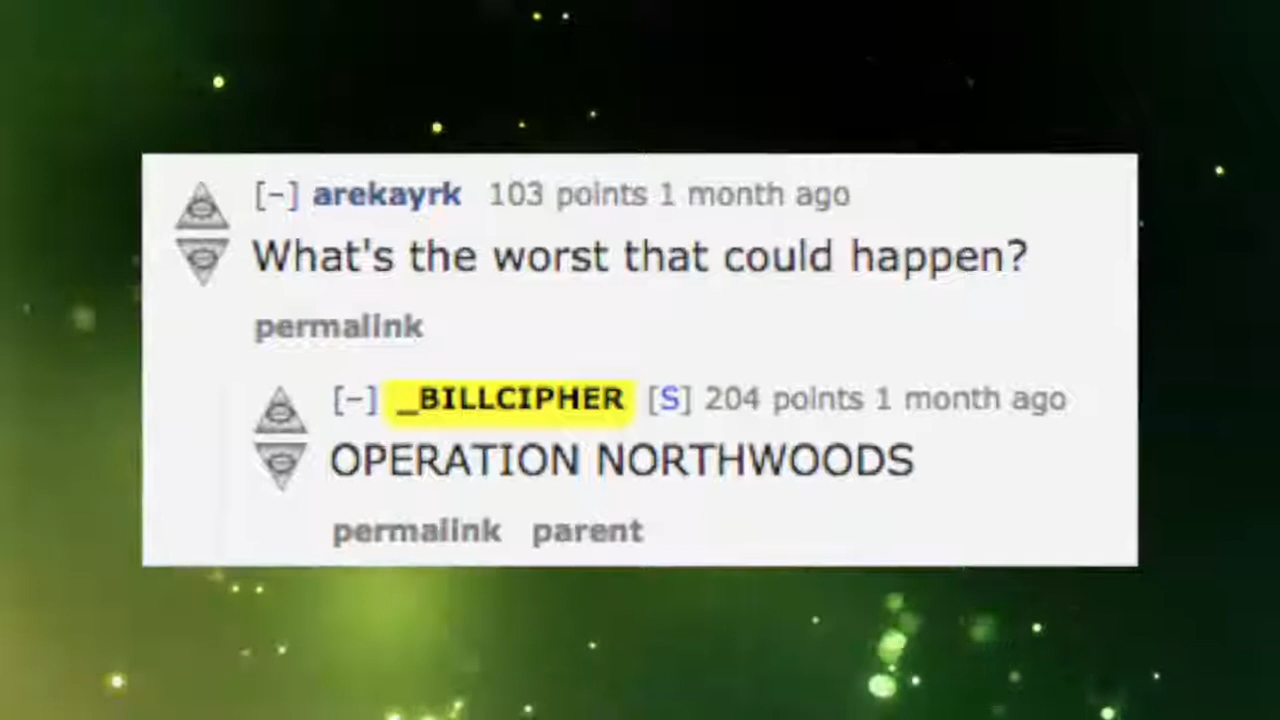 [-] arekayrk 103 points 1 month ago
What's the worst that could happen?
permalink
[-] _BILLCIPHER [S] 204 points 1 month ago
OPERATION NORTHWOODS
permalink parent